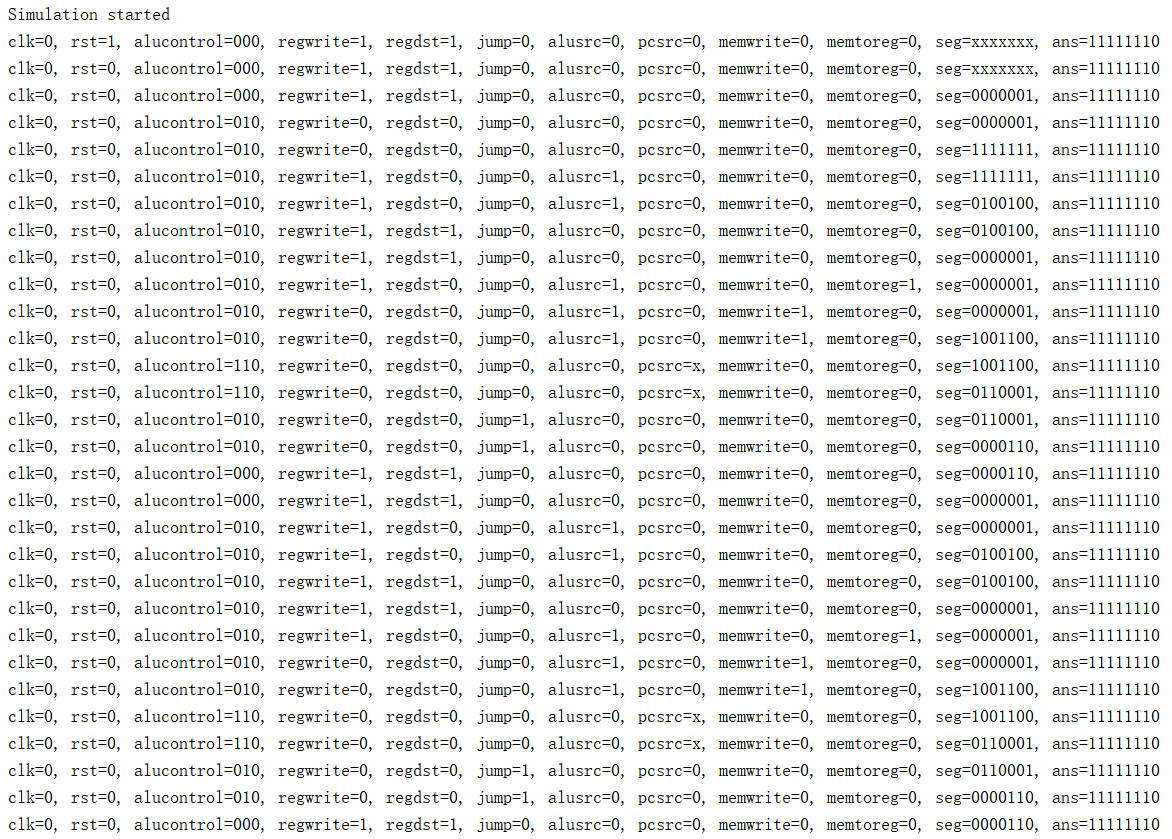 Simulation started
clk=0, rst=1, alucontrol=000, regwrite=1, regdst=1, jump=0, alusrc=0, pcsrc=0, memwrite=0, memtoreg=0, seg=xxxxxxx, ans=11111110
clk=0, rst=0, alucontrol=000, regwrite=1, regdst=1, jump=0, alusrc=0, pcsrc=0, memwrite=0, memtoreg=0, seg=xxxxxxx, ans=11111110
clk=0, rst=0, alucontrol=000, regwrite=1, regdst=1, jump=0, alusrc=0, pcsrc=0, memwrite=0, memtoreg=0, seg=0000001, ans=11111110
clk=0, rst=0, alucontrol=010, regwrite=0, regdst=0, jump=0, alusrc=0, pcsrc=0, memwrite=0, memtoreg=0, seg=0000001, ans=11111110
clk=0, rst=0, alucontrol=010, regwrite=0, regdst=0, jump=0, alusrc=0, pcsrc=0, memwrite=0, memtoreg=0, seg=1111111, ans=11111110
clk=0, rst=0, alucontrol=010, regwrite=1, regdst=0, jump=0, alusrc=1, pcsrc=0, memwrite=0, memtoreg=0, seg=1111111, ans=11111110
clk=0, rst=0, alucontrol=010, regwrite=1, regdst=0, jump=0, alusrc=1, pcsrc=0, memwrite=0, memtoreg=0, seg=0100100, ans=11111110
clk=0, rst=0, alucontrol=010, regwrite=1, regdst=1, jump=0, alusrc=0, pcsrc=0, memwrite=0, memtoreg=0, seg=0100100, ans=11111110
clk=0, rst=0, alucontrol=010, regwrite=1, regdst=1, jump=0, alusrc=0, pcsrc=0, memwrite=0, memtoreg=0, seg=0000001, ans=11111110
clk=0, rst=0, alucontrol=010, regwrite=1, regdst=0, jump=0, alusrc=1, pcsrc=0, memwrite=0, memtoreg=1, seg=0000001, ans=11111110
clk=0, rst=0, alucontrol=010, regwrite=0, regdst=0, jump=0, alusrc=1, pcsrc=0, memwrite=1, memtoreg=0, seg=0000001, ans=11111110
clk=0, rst=0, alucontrol=010, regwrite=0, regdst=0, jump=0, alusrc=1, pcsrc=0, memwrite=1, memtoreg=0, seg=1001100, ans=11111110
clk=0, rst=0, alucontrol=110, regwrite=0, regdst=0, jump=0, alusrc=0, pcsrc=x, memwrite=0, memtoreg=0, seg=1001100, ans=11111110
clk=0, rst=0, alucontrol=110, regwrite=0, regdst=0, jump=0, alusrc=0, pcsrc=x, memwrite=0, memtoreg=0, seg=0110001, ans=11111110
clk=0, rst=0, alucontrol=010, regwrite=0, regdst=0, jump=1, alusrc=0, pcsrc=0, memwrite=0, memtoreg=0, seg=0110001, ans=11111110
clk=0, rst=0, alucontrol=010, regwrite=0, regdst=0, jump=1, alusrc=0, pcsrc=0, memwrite=0, memtoreg=0, seg=0000110, ans=11111110
clk=0, rst=0, alucontrol=000, regwrite=1, regdst=1, jump=0, alusrc=0, pcsrc=0, memwrite=0, memtoreg=0, seg=0000110, ans=11111110
clk=0, rst=0, alucontrol=000, regwrite=1, regdst=1, jump=0, alusrc=0, pcsrc=0, memwrite=0, memtoreg=0, seg=0000001, ans=11111110
clk=0, rst=0, alucontrol=010, regwrite=1, regdst=0, jump=0, alusrc=1, pcsrc=0, memwrite=0, memtoreg=0, seg=0000001, ans=11111110
clk=0, rst=0, alucontrol=010, regwrite=1, regdst=0, jump=0, alusrc=1, pcsrc=0, memwrite=0, memtoreg=0, seg=0100100, ans=11111110
clk=0, rst=0, alucontrol=010, regwrite=1, regdst=1, jump=0, alusrc=0, pcsrc=0, memwrite=0, memtoreg=0, seg=0100100, ans=11111110
clk=0, rst=0, alucontrol=010, regwrite=1, regdst=1, jump=0, alusrc=0, pcsrc=0, memwrite=0, memtoreg=0, seg=0000001, ans=11111110
clk=0, rst=0, alucontrol=010, regwrite=1, regdst=0, jump=0, alusrc=1, pcsrc=0, memwrite=0, memtoreg=1, seg=0000001, ans=11111110
clk=0, rst=0, alucontrol=010, regwrite=0, regdst=0, jump=0, alusrc=1, pcsrc=0, memwrite=1, memtoreg=0, seg=0000001, ans=11111110
clk=0, rst=0, alucontrol=010, regwrite=0, regdst=0, jump=0, alusrc=1, pcsrc=0, memwrite=1, memtoreg=0, seg=1001100, ans=11111110
clk=0, rst=0, alucontrol=110, regwrite=0, regdst=0, jump=0, alusrc=0, pcsrc=x, memwrite=0, memtoreg=0, seg=1001100, ans=11111110
clk=0, rst=0, alucontrol=110, regwrite=0, regdst=0, jump=0, alusrc=0, pcsrc=x, memwrite=0, memtoreg=0, seg=0110001, ans=11111110
clk=0, rst=0, alucontrol=010, regwrite=0, regdst=0, jump=1, alusrc=0, pcsrc=0, memwrite=0, memtoreg=0, seg=0110001, ans=11111110
clk=0, rst=0, alucontrol=010, regwrite=0, regdst=0, jump=1, alusrc=0, pcsrc=0, memwrite=0, memtoreg=0, seg=0000110, ans=11111110
clk=0, rst=0, alucontrol=000, regwrite=1, regdst=1, jump=0, alusrc=0, pcsrc=0, memwrite=0, memtoreg=0, seg=0000110, ans=11111110